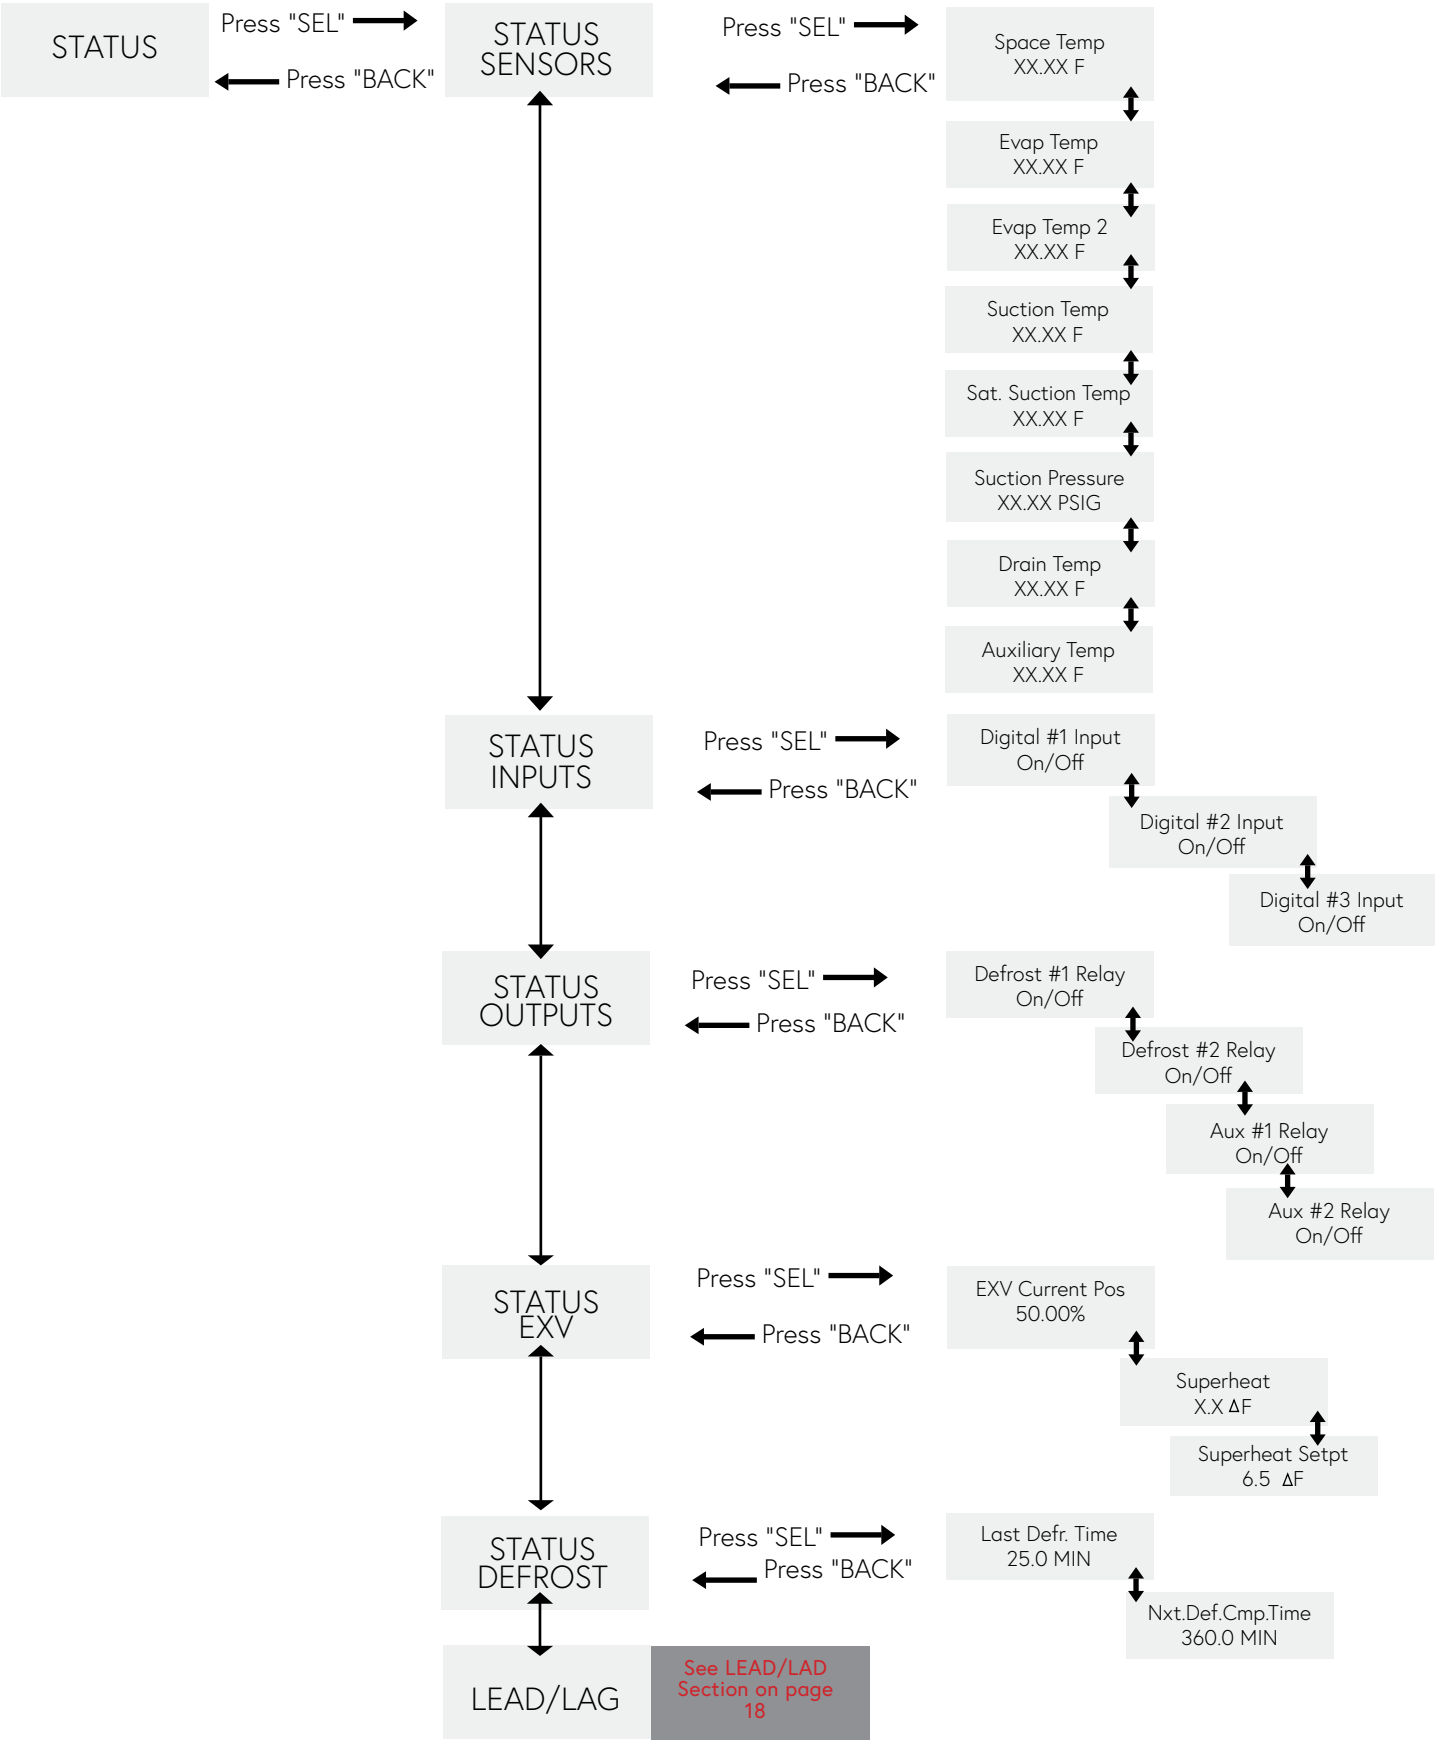 STATUS
Press "SEL"
Press "BACK"
STATUS
SENSORS
Press "SEL"
Press "BACK"
Space Temp
XX.XX F
Evap Temp
XX.XX F
Evap Temp 2
XX.XX F
Suction Temp
XX.XX F
Sat. Suction Temp
XX.XX F
Suction Pressure
XX.XX PSIG
Drain Temp
XX.XX F
Auxiliary Temp
XX.XX F
STATUS
INPUTS
Press "SEL"
Press "BACK"
Digital #1 Input
On/Off
Digital #2 Input
On/Off
Digital #3 Input
On/Off
STATUS
OUTPUTS
Press "SEL"
Press "BACK"
Defrost #1 Relay
On/Off
Defrost #2 Relay
On/Off
Aux #1 Relay
On/Off
Aux #2 Relay
On/Off
STATUS
EXV
Press "SEL"
Press "BACK"
EXV Current Pos
50.00%
Superheat
X.X ΔF
Superheat Setpt
6.5 ΔF
STATUS
DEFROST
Press "SEL"
Press "BACK"
Last Defr. Time
25.0 MIN
Nxt.Def.Cmp.Time
360.0 MIN
LEAD/LAG
See LEAD/LAD
Section on page
18